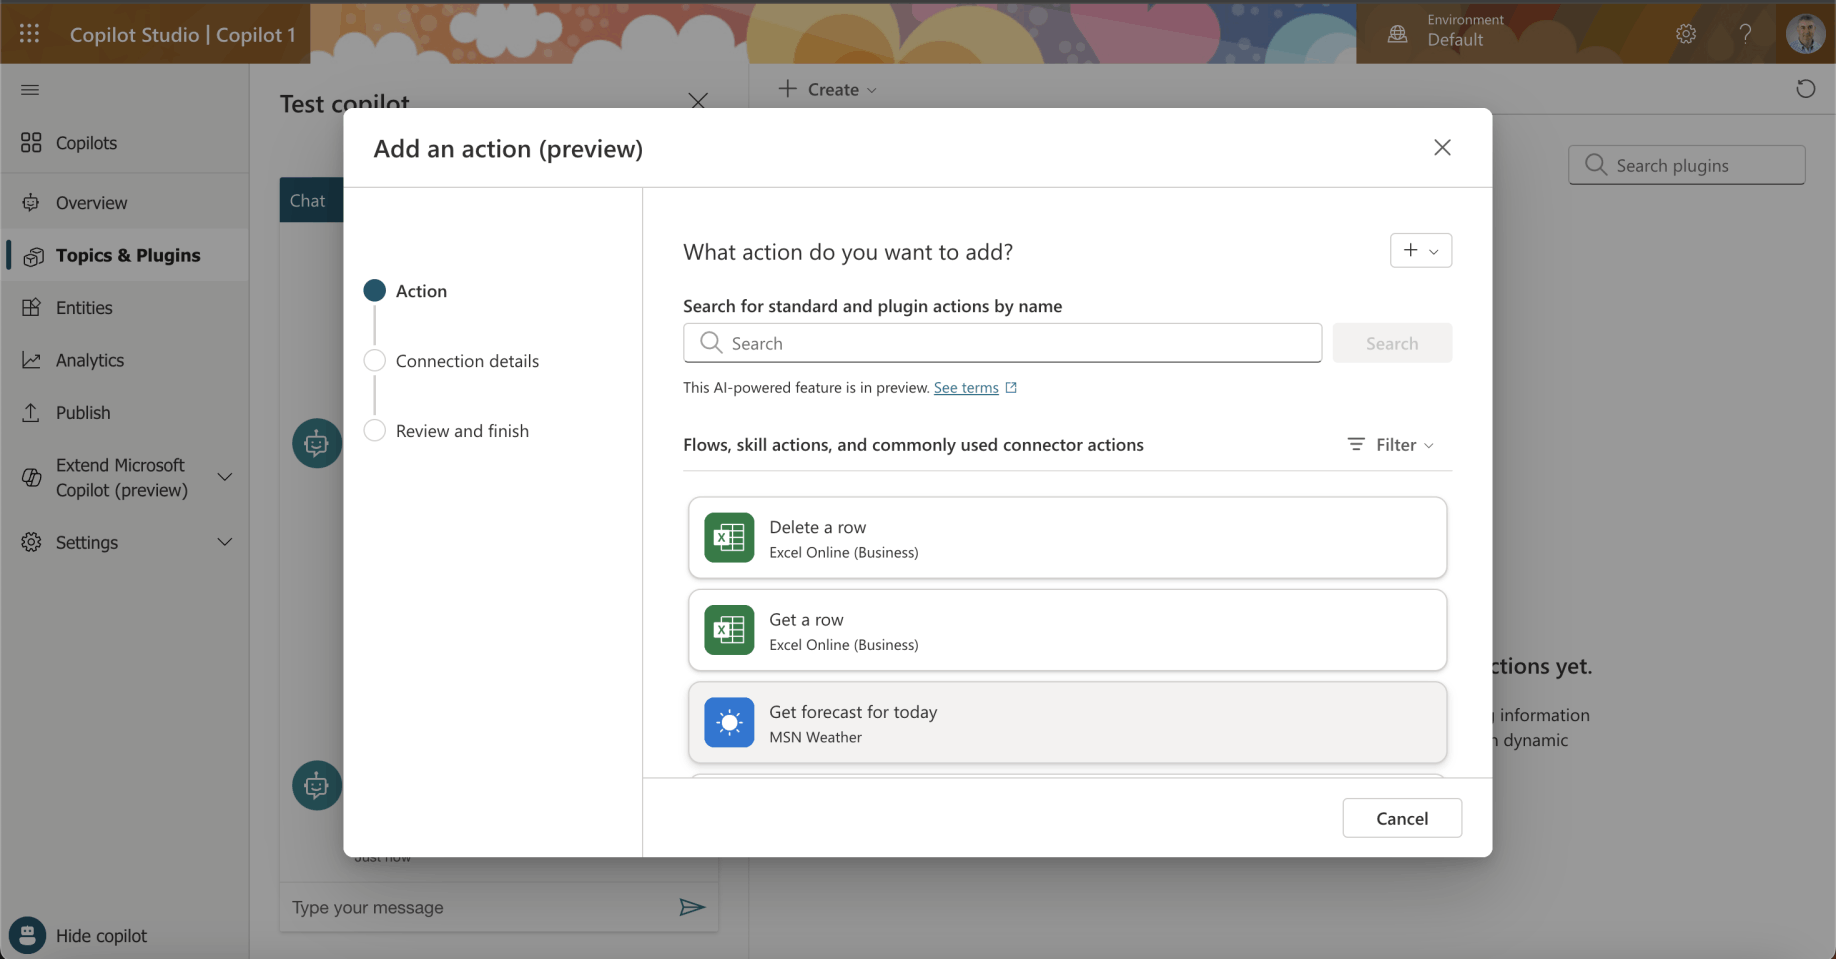 Copilot Studio | Copilot 1
Environment
Default
Copilots
Overview
Topics & Plugins
Entities
Analytics
Publish
Extend Microsoft
Copilot (preview)
Settings
Hide copilot
Test copilot
Chat
Just now
Type your message
Create
Search plugins
ctions yet.
information
dynamic
Add an action (preview)
Action
Connection details
Review and finish
What action do you want to add?
Search for standard and plugin actions by name
Search
Search
This AI-powered feature is in preview. See terms
Flows, skill actions, and commonly used connector actions
Filter
Delete a row
Excel Online (Business)
Get a row
Excel Online (Business)
Get forecast for today
MSN Weather
Cancel